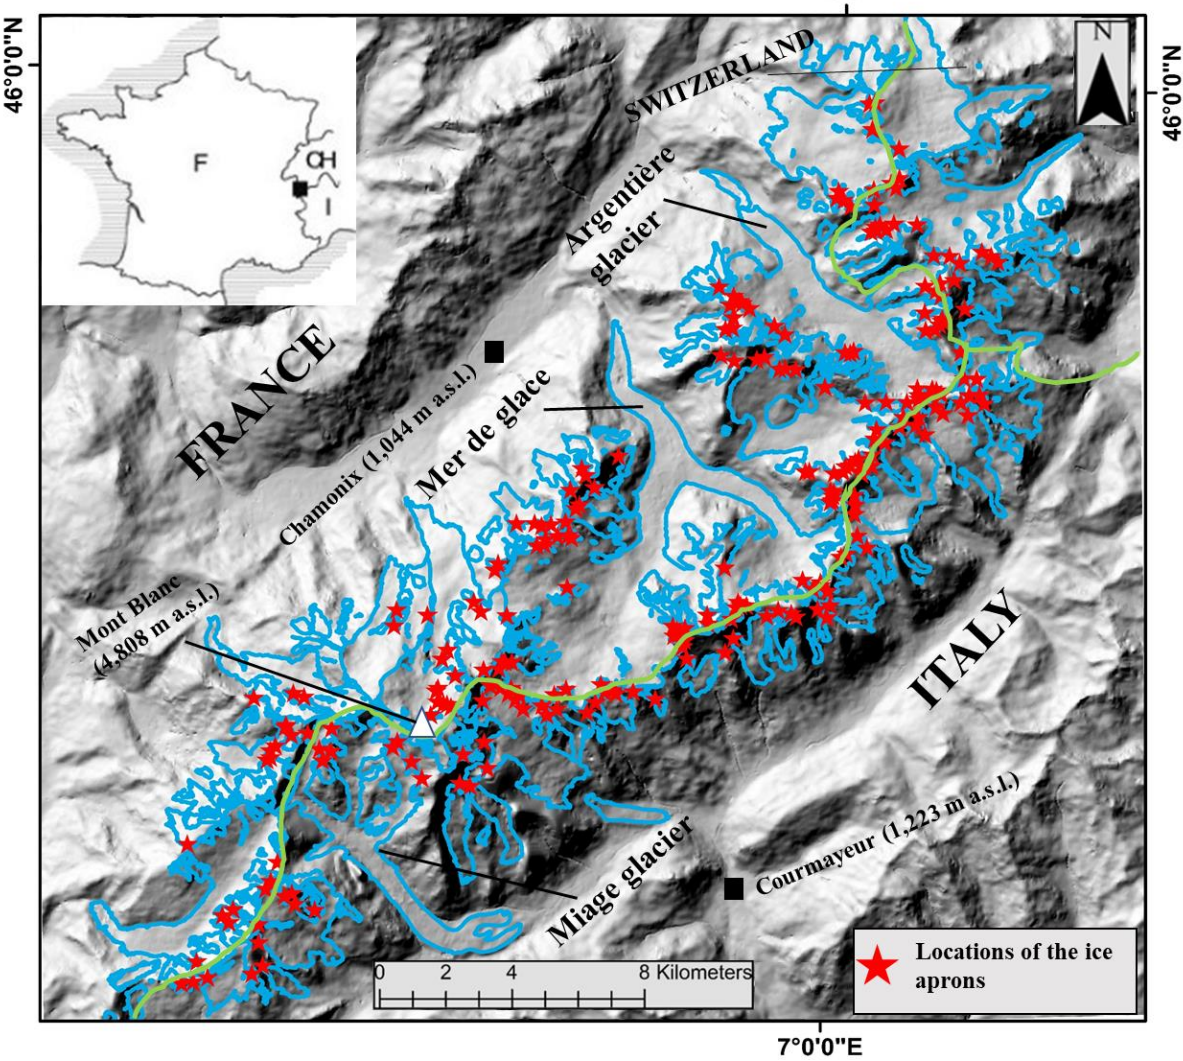 46°0'0"N
46°0'0"N
N
F
CH
I
SWITZERLAND
Argentière
glacier
FRANCE
Chamonix (1,044 m a.s.l.)
Mer de glace
Mont Blanc
(4,808 m a.s.l.)
ITALY
Courmayeur (1,223 m a.s.l.)
Miage glacier
Locations of the ice
aprons
0 2 4 8 Kilometers
7°0'0"E